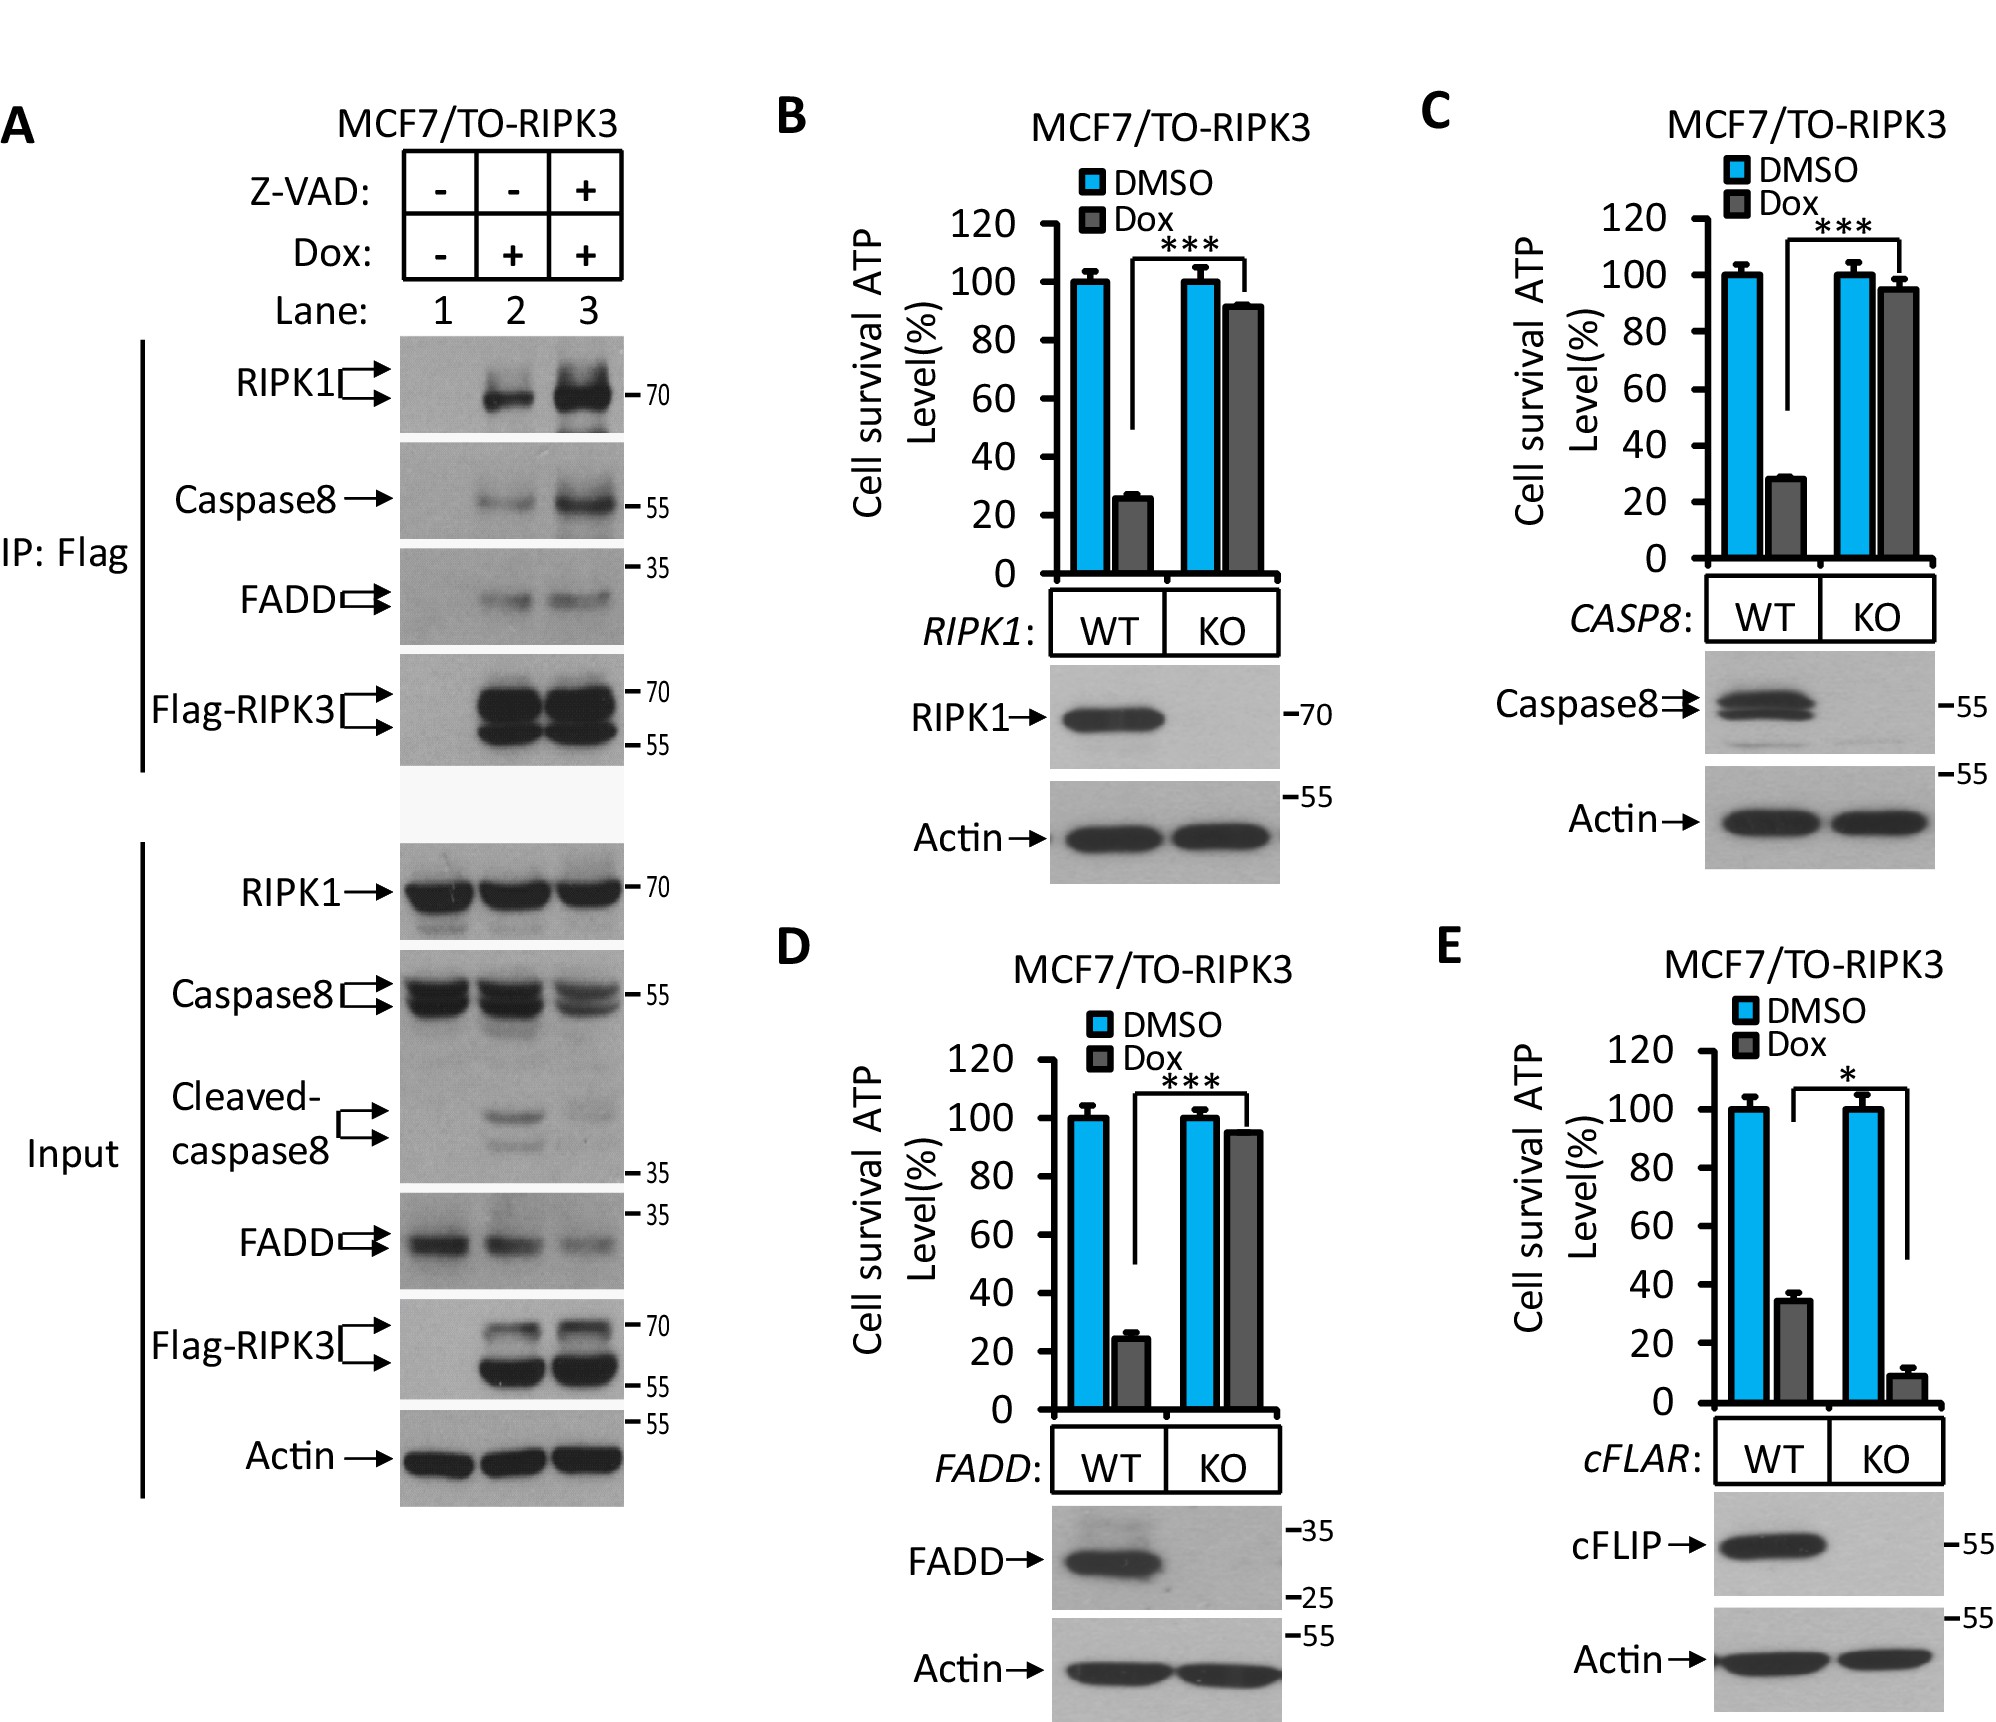 A
MCF7/TO-RIPK3
Z-VAD: - - +
Dox: - + +
Lane: 1 2 3
IP: Flag
RIPK1
70
Caspase8
55
35
FADD
Flag-RIPK3
70
55
Input
RIPK1
70
Caspase8
55
Cleaved-
caspase8
35
35
FADD
Flag-RIPK3
70
55
55
Actin
B
MCF7/TO-RIPK3
DMSO
Dox
***
Cell survival ATP
Level(%)
120
100
80
60
40
20
0
RIPK1: WT KO
RIPK1
70
55
Actin
C
MCF7/TO-RIPK3
DMSO
Dox
***
Cell survival ATP
Level(%)
120
100
80
60
40
20
0
CASP8: WT KO
Caspase8
55
55
Actin
D
MCF7/TO-RIPK3
DMSO
Dox
***
Cell survival ATP
Level(%)
120
100
80
60
40
20
0
FADD: WT KO
35
FADD
25
55
Actin
E
MCF7/TO-RIPK3
DMSO
Dox
*
Cell survival ATP
Level(%)
120
100
80
60
40
20
0
cFLAR: WT KO
cFLIP
55
55
Actin